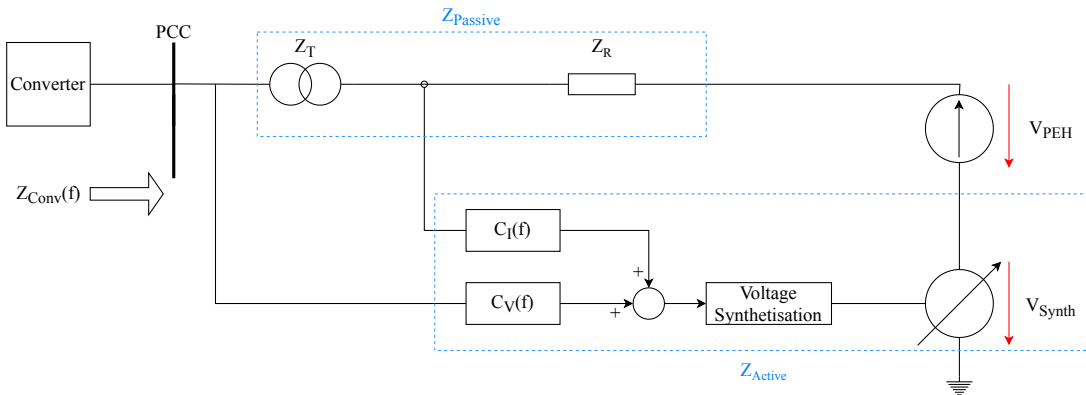 Z_Passive
PCC
Z_T
Z_R
Converter
V_PEH
Z_Conv(f)
C_I(f)
+
C_V(f)
+
Voltage
Synthetisation
V_Synth
Z_Active